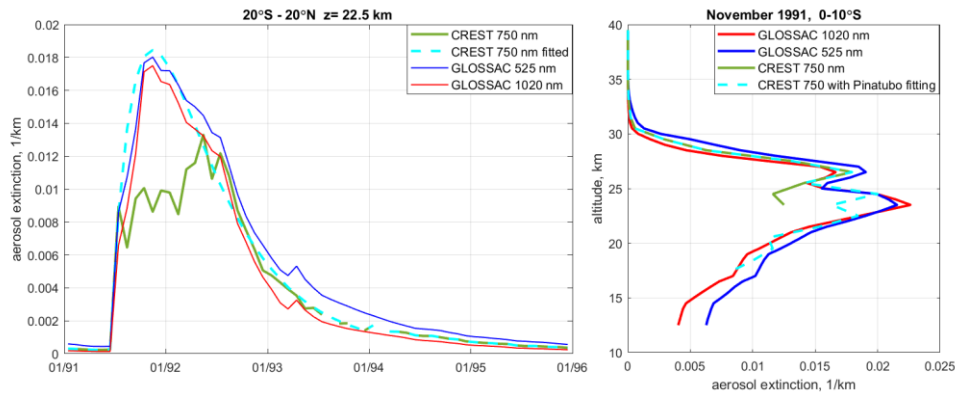 20°S - 20°N z= 22.5 km
CREST 750 nm
CREST 750 nm fitted
GLOSSAC 525 nm
GLOSSAC 1020 nm
aerosol extinction, 1/km
0.02
0.018
0.016
0.014
0.012
0.01
0.008
0.006
0.004
0.002
0
01/91
01/92
01/93
01/94
01/95
01/96
November 1991, 0-10°S
GLOSSAC 1020 nm
GLOSSAC 525 nm
CREST 750 nm
CREST 750 with Pinatubo fitting
altitude, km
40
35
30
25
20
15
10
0
0.005
0.01
0.015
0.02
0.025
aerosol extinction, 1/km